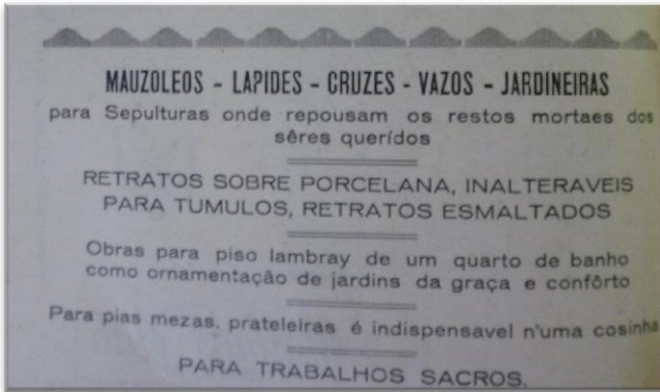 MAUZOLEOS - LAPIDES - CRUZES - VAZOS - JARDINEIRAS
para Sepulturas onde repousam os restos mortaes dos
sêres queridos
RETRATOS SOBRE PORCELANA, INALTERAVEIS
PARA TUMULOS, RETRATOS ESMALTADOS
Obras para piso lambray de um quarto de banho
como ornamentação de jardins da graça e confôrto
Para pias mezas, prateleiras é indispensavel n'uma cosinha
PARA TRABALHOS SACROS.